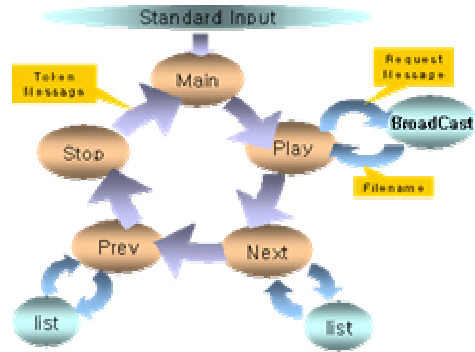 Standard Input
Main
Token
Message
Request
Message
BroadCast
Stop
Play
Filename
Prev
Next
list
list